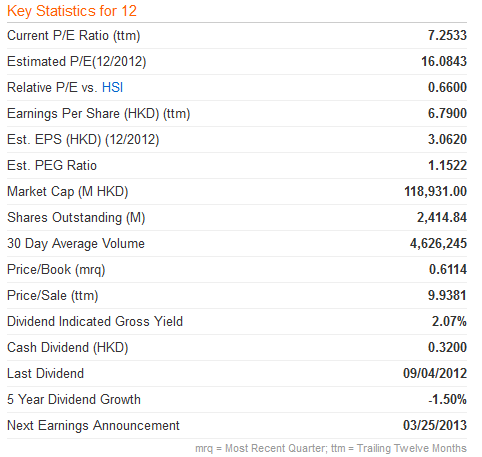 Key Statistics for 12
Current P/E Ratio (ttm) 7.2533
Estimated P/E(12/2012) 16.0843
Relative P/E vs. HSI 0.6600
Earnings Per Share (HKD) (ttm) 6.7900
Est. EPS (HKD) (12/2012) 3.0620
Est. PEG Ratio 1.1522
Market Cap (M HKD) 118,931.00
Shares Outstanding (M) 2,414.84
30 Day Average Volume 4,626,245
Price/Book (mrq) 0.6114
Price/Sale (ttm) 9.9381
Dividend Indicated Gross Yield 2.07%
Cash Dividend (HKD) 0.3200
Last Dividend 09/04/2012
5 Year Dividend Growth -1.50%
Next Earnings Announcement 03/25/2013
mrq = Most Recent Quarter; ttm = Trailing Twelve Months